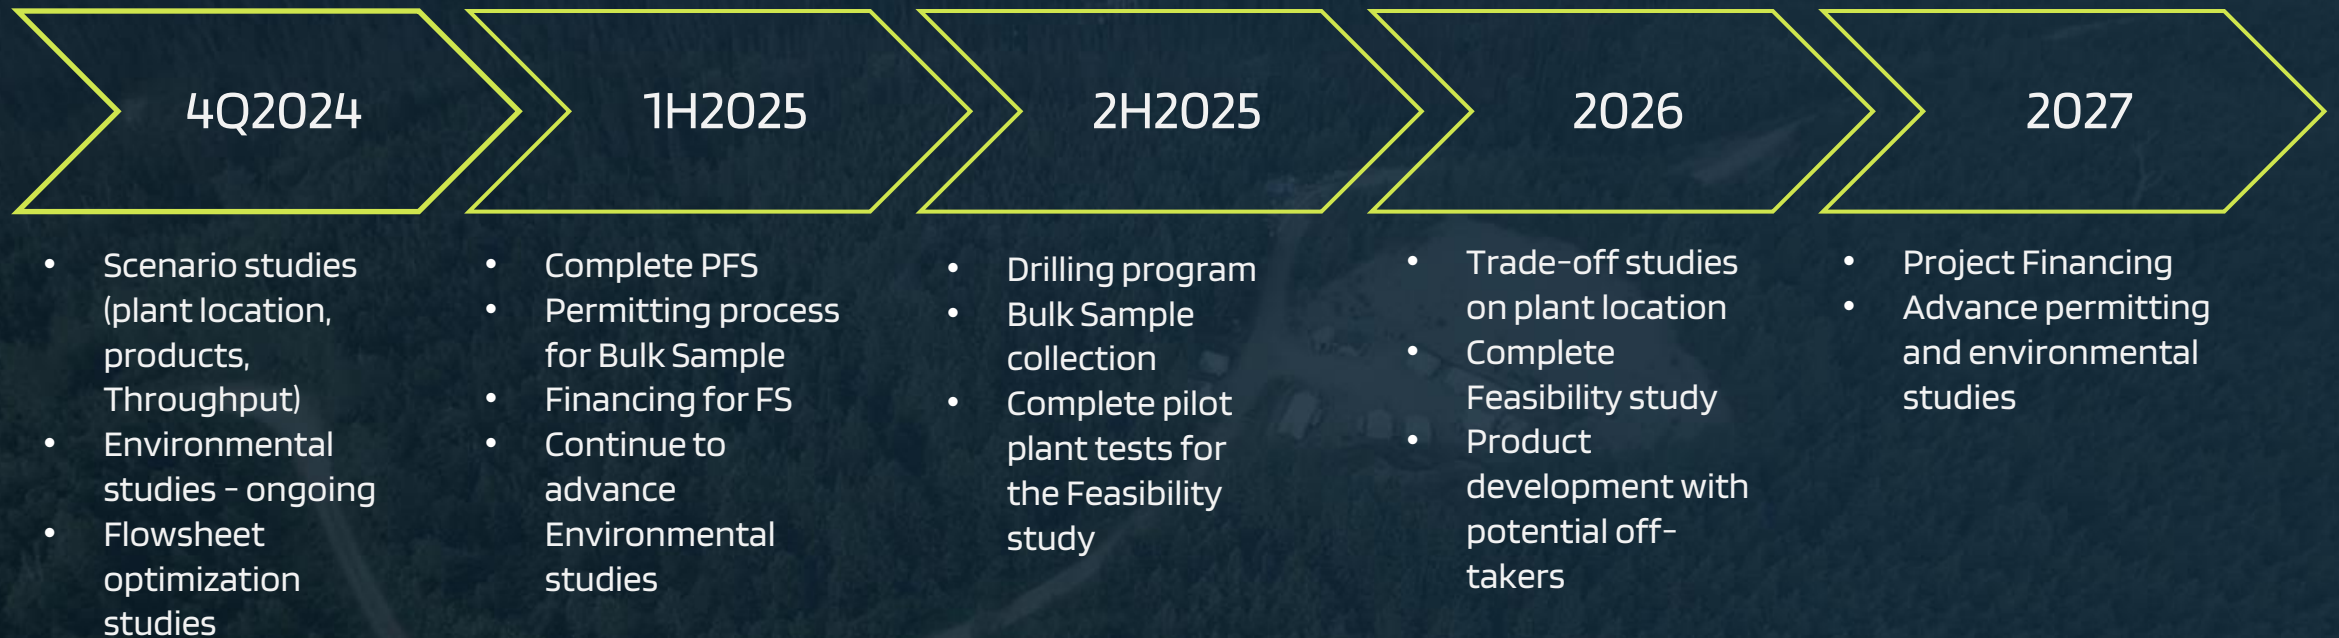 4Q2024
1H2025
2H2025
2026
2027
• Scenario studies
(plant location,
products,
Throughput)
• Environmental
studies - ongoing
• Flowsheet
optimization
studies
• Complete PFS
• Permitting process
for Bulk Sample
• Financing for FS
• Continue to
advance
Environmental
studies
• Drilling program
• Bulk Sample
collection
• Complete pilot
plant tests for
the Feasibility
study
• Trade-off studies
on plant location
• Complete
Feasibility study
• Product
development with
potential off-
takers
• Project Financing
• Advance permitting
and environmental
studies